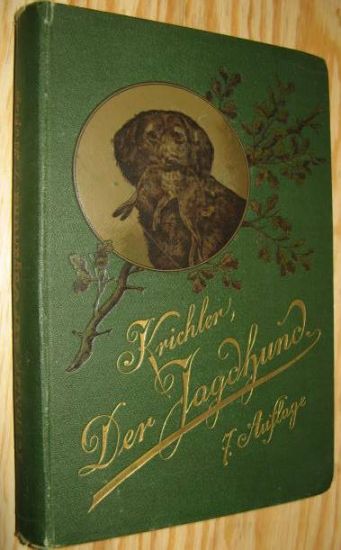 Krichler,
Der Jagdhund.
7. Auflage